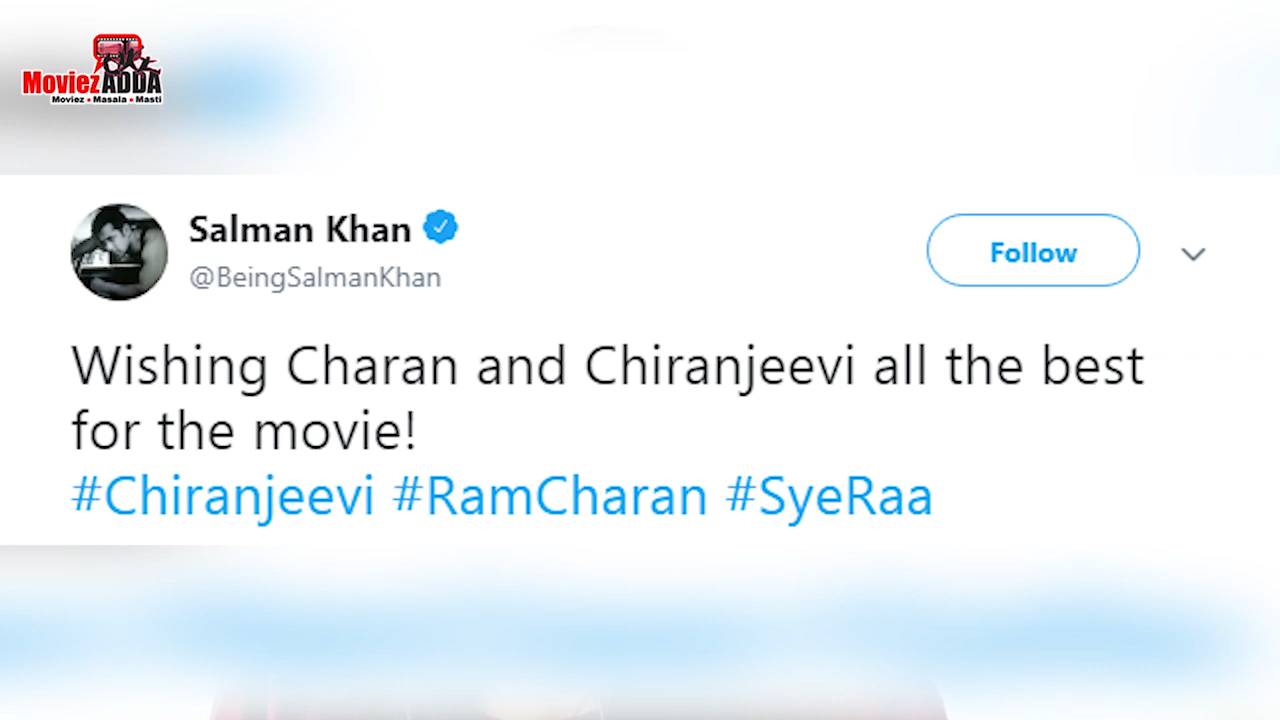 MoviezADDA
Moviez • Masala • Masti
Salman Khan
@BeingSalmanKhan
Follow
Wishing Charan and Chiranjeevi all the best
for the movie!
#Chiranjeevi #RamCharan #SyeRaa